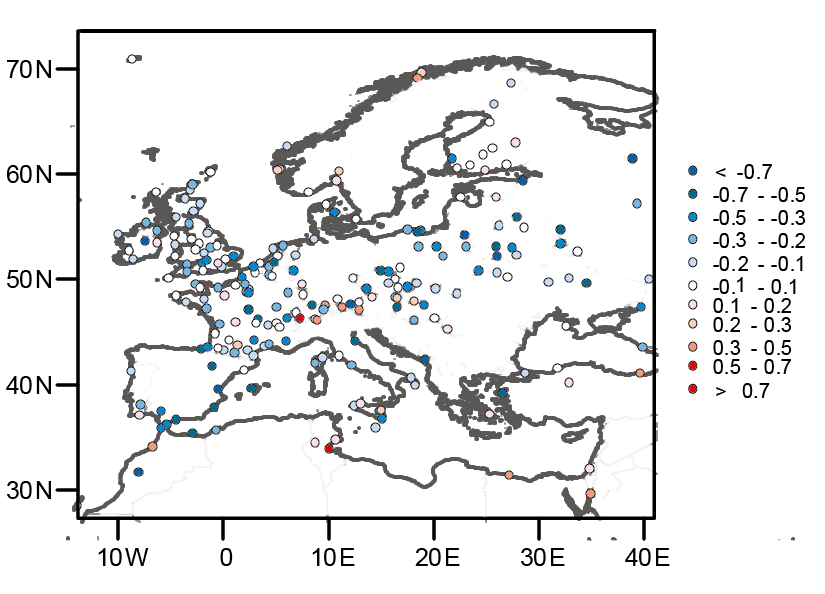 70N
60N
50N
40N
30N
10W 0 10E 20E 30E 40E
< -0.7
-0.7 - -0.5
-0.5 - -0.3
-0.3 - -0.2
-0.2 - -0.1
-0.1 - 0.1
0.1 - 0.2
0.2 - 0.3
0.3 - 0.5
0.5 - 0.7
> 0.7